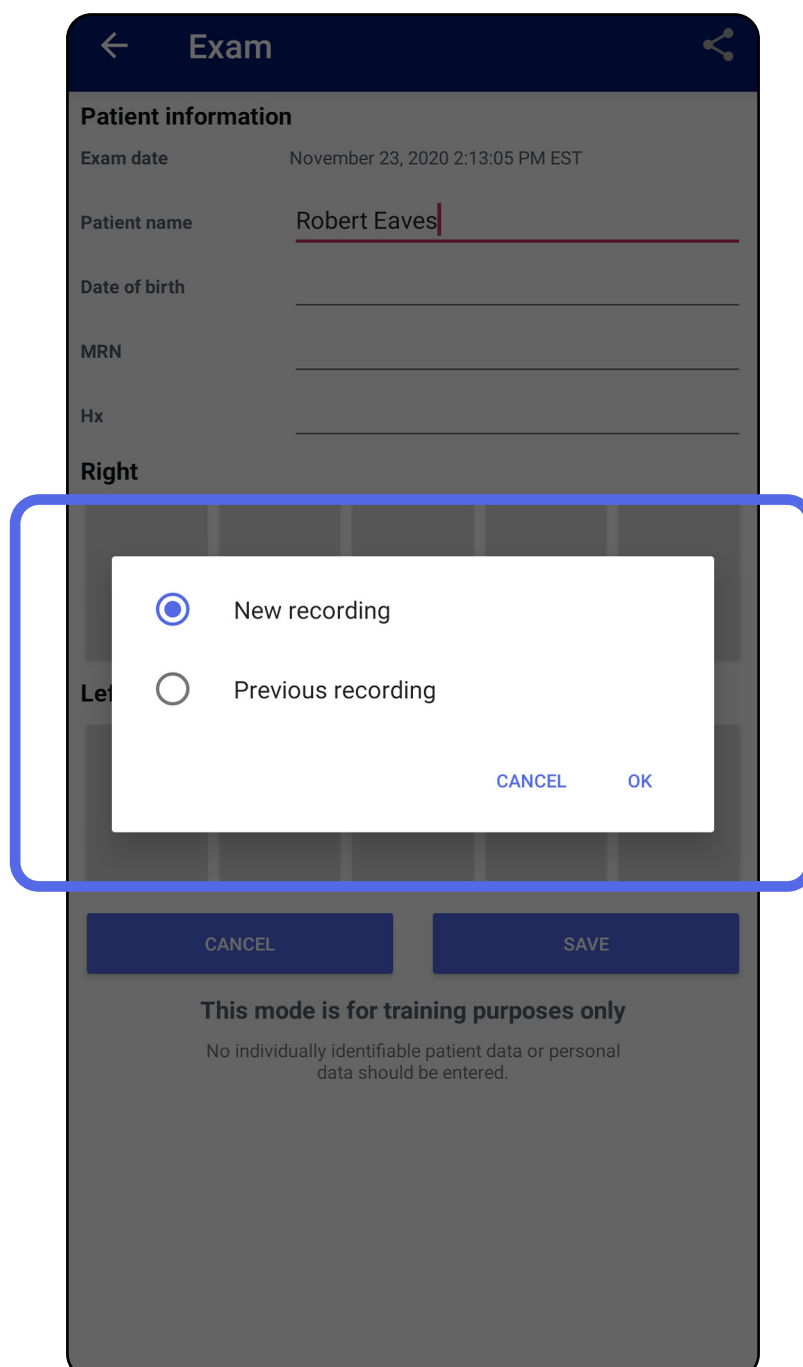 Exam
Patient information
Exam date November 23, 2020 2:13:05 PM EST
Patient name Robert Eaves
Date of birth
MRN
Hx
Right
New recording
Previous recording
CANCEL OK
CANCEL SAVE
This mode is for training purposes only
No individually identifiable patient data or personal
data should be entered.